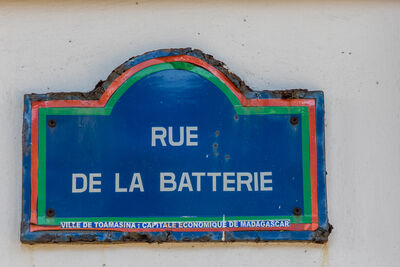 RUE
DE LA BATTERIE
VILLE DE TOAMASINA : CAPITALE ECONOMIQUE DE MADAGASCAR